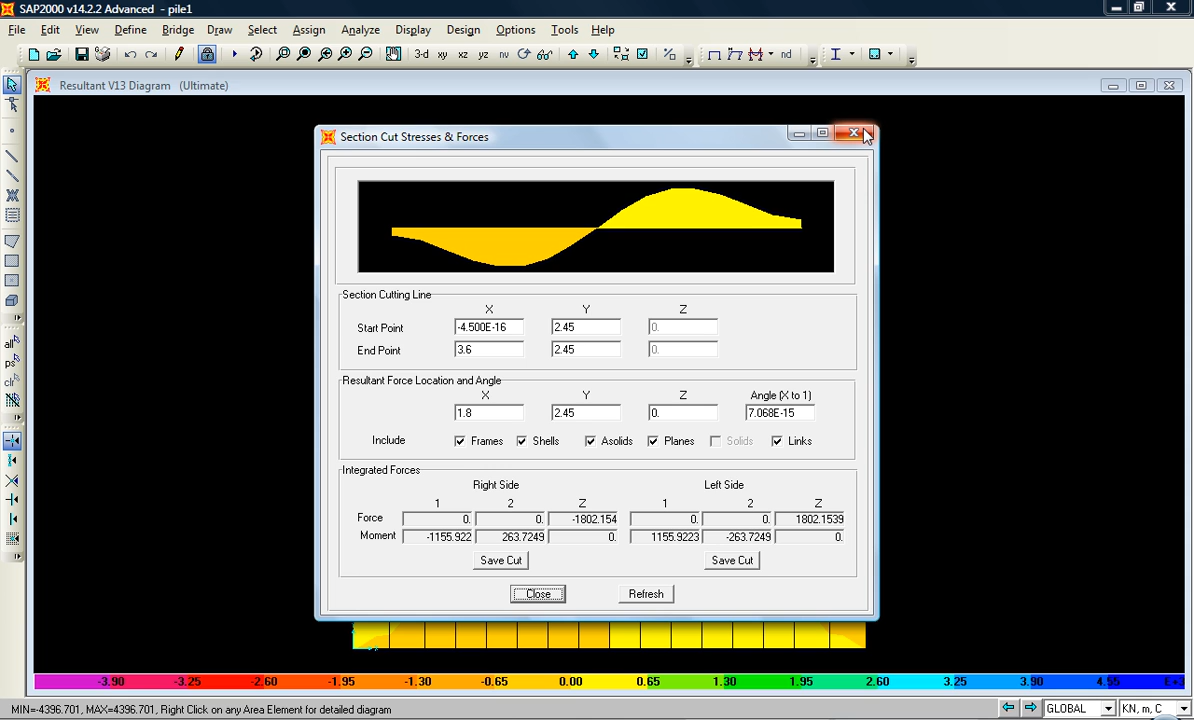 SAP2000 v14.2.2 Advanced - pile1
File Edit View Define Bridge Draw Select Assign Analyze Display Design Options Tools Help
3-d xy xz yz nv nd
Resultant V13 Diagram (Ultimate)
all
ps
clr
Section Cut Stresses & Forces
Section Cutting Line
X Y Z
Start Point -4.500E-16 2.45 0.
End Point 3.6 2.45 0.
Resultant Force Location and Angle
X Y Z Angle (X to 1)
1.8 2.45 0. 7.068E-15
Include Frames Shells Asolids Planes Solids Links
Integrated Forces
Right Side Left Side
1 2 Z 1 2 Z
Force 0. 0. -1802.154 0. 0. 1802.1539
Moment -1155.922 263.7249 0. 1155.9223 -263.7249 0.
Save Cut Save Cut
Close Refresh
-3.90 -3.25 -2.60 -1.95 -1.30 -0.65 0.00 0.65 1.30 1.95 2.60 3.25 3.90 4.55
MIN=-4396.701, MAX=4396.701, Right Click on any Area Element for detailed diagram GLOBAL KN, m, C